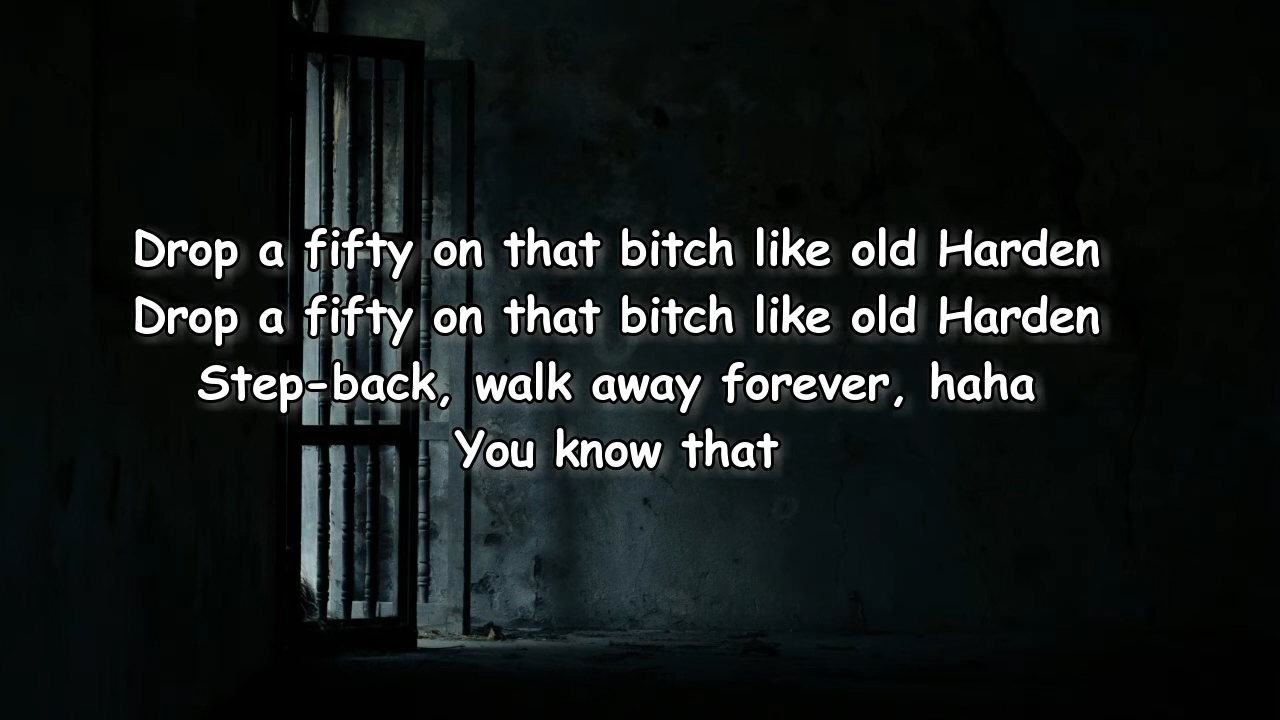 Drop a fifty on that bitch like old Harden
Drop a fifty on that bitch like old Harden
Step-back, walk away forever, haha
You know that